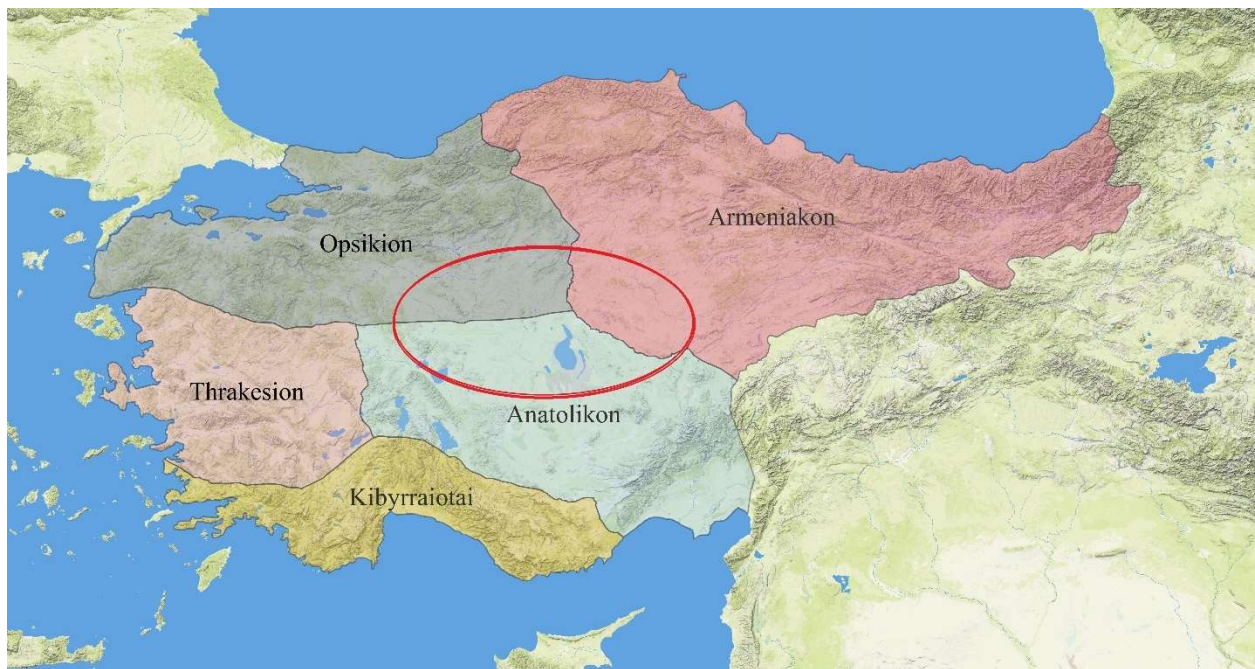 Armeniakon
Opsikion
Thrakesion
Anatolikon
Kibyrraiotai